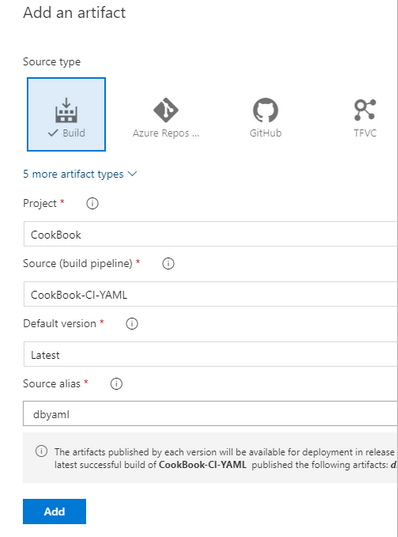 Add an artifact
Source type
Build
Azure Repos ...
GitHub
TFVC
5 more artifact types
Project *
CookBook
Source (build pipeline) *
CookBook-CI-YAML
Default version *
Latest
Source alias *
dbyaml
The artifacts published by each version will be available for deployment in release
latest successful build of CookBook-CI-YAML published the following artifacts:
Add